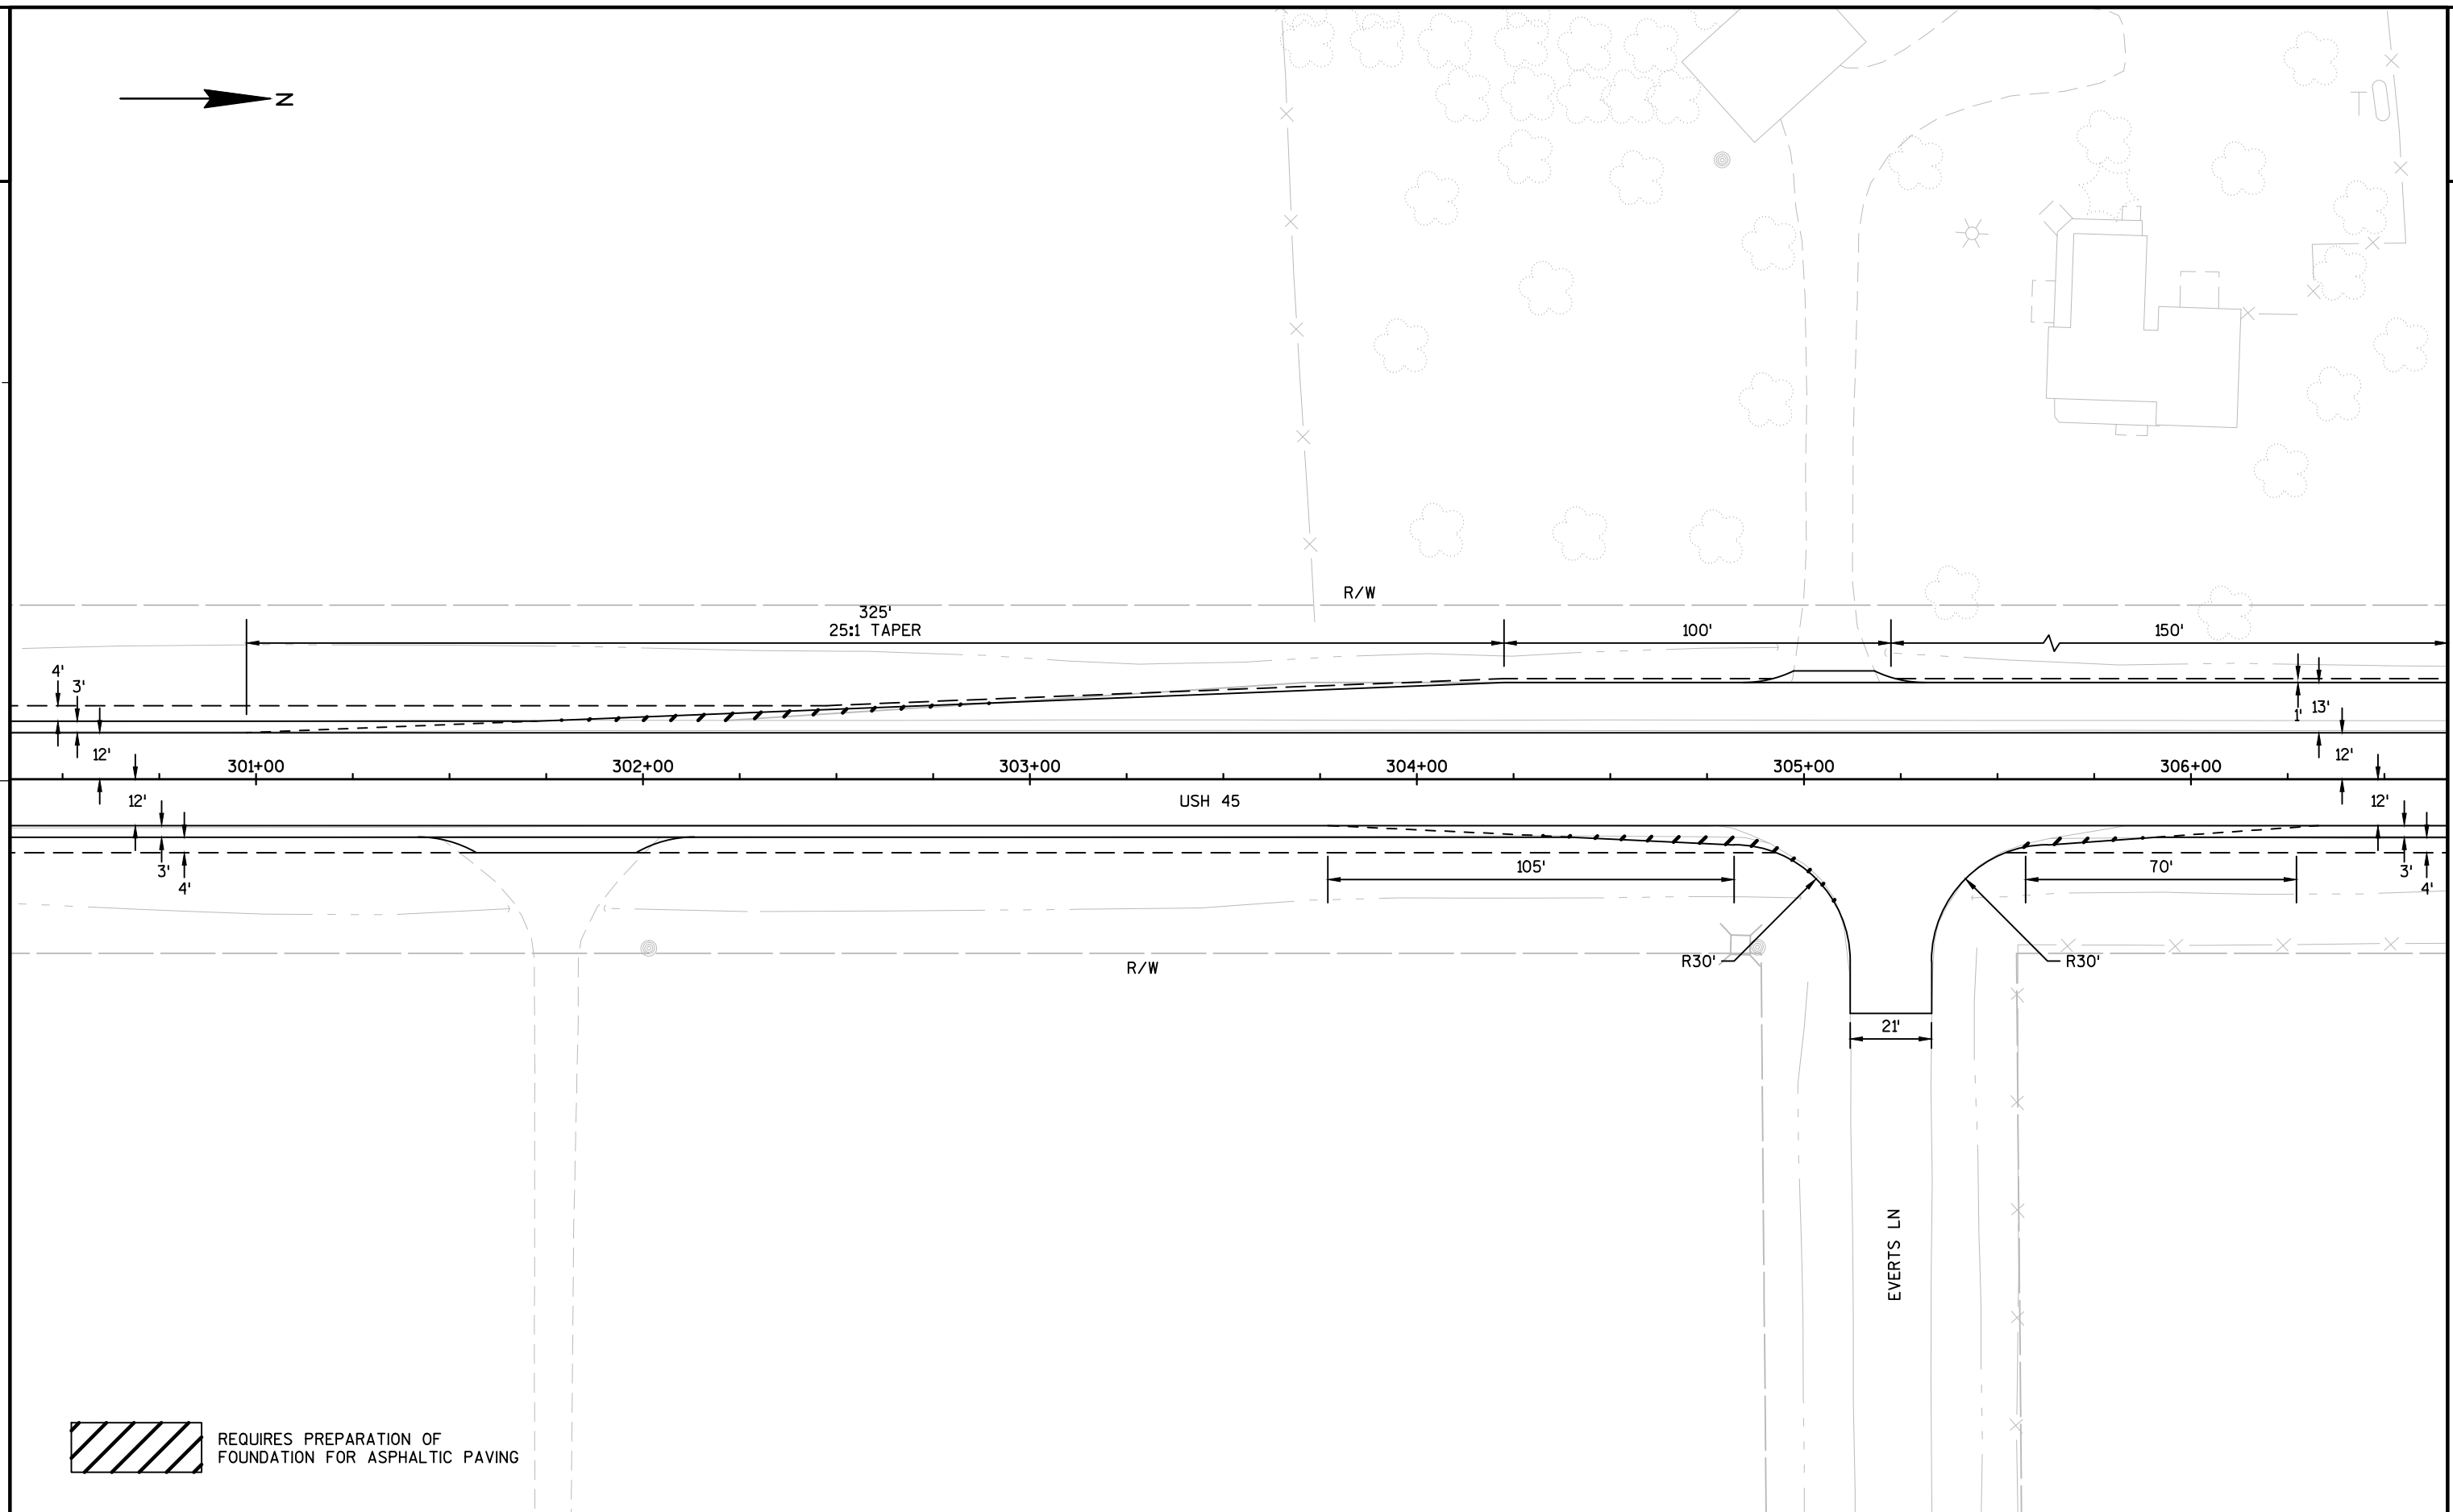 N
R/W
325'
25:1 TAPER
100'
150'
4'
3'
12'
1'
13'
12'
301+00
302+00
303+00
304+00
305+00
306+00
12'
USH 45
12'
3'
4'
105'
70'
3'
4'
R/W
R30'
R30'
21'
EVERTS LN
REQUIRES PREPARATION OF
FOUNDATION FOR ASPHALTIC PAVING